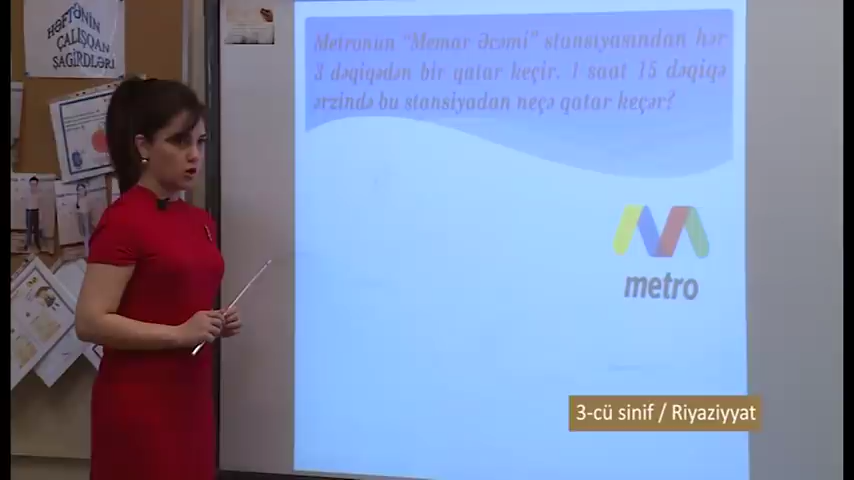 HƏFTƏNİN
ÇALIŞQAN
ŞAGİRDLƏRİ
Metronun "Memar Əcəmi" stansiyasından hər
3 dəqiqədən bir qatar keçir. 1 saat 15 dəqiqə
ərzində bu stansiyadan neçə qatar keçər?
metro
3-cü sinif / Riyaziyyat